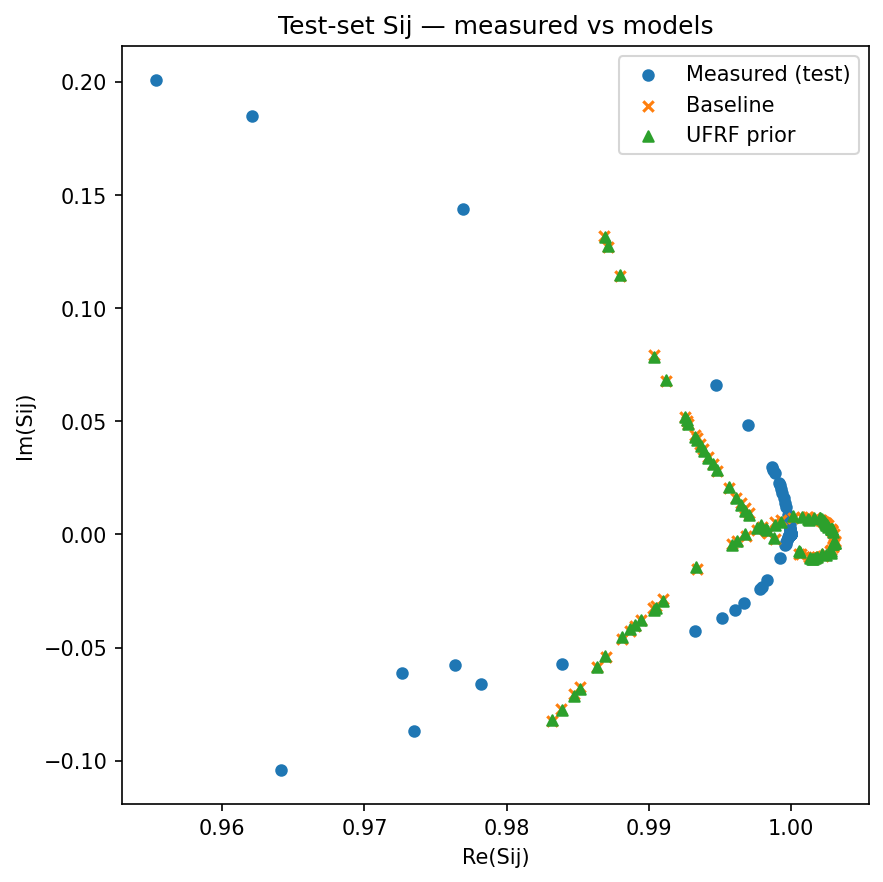 Test-set Sij — measured vs models
Measured (test)
Baseline
UFRF prior
0.20
0.15
0.10
0.05
0.00
−0.05
−0.10
Im(Sij)
0.96
0.97
0.98
0.99
1.00
Re(Sij)